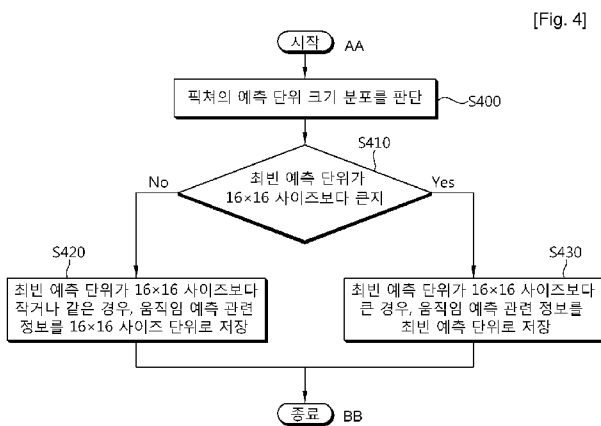 [Fig. 4]
시작 AA
픽쳐의 예측 단위 크기 분포를 판단
S400
S410
최빈 예측 단위가
16×16 사이즈보다 큰지
No
Yes
S420
최빈 예측 단위가 16×16 사이즈보다
작거나 같은 경우, 움직임 예측 관련
정보를 16×16 사이즈 단위로 저장
S430
최빈 예측 단위가 16×16 사이즈보다
큰 경우, 움직임 예측 관련 정보를
최빈 예측 단위로 저장
종료 BB